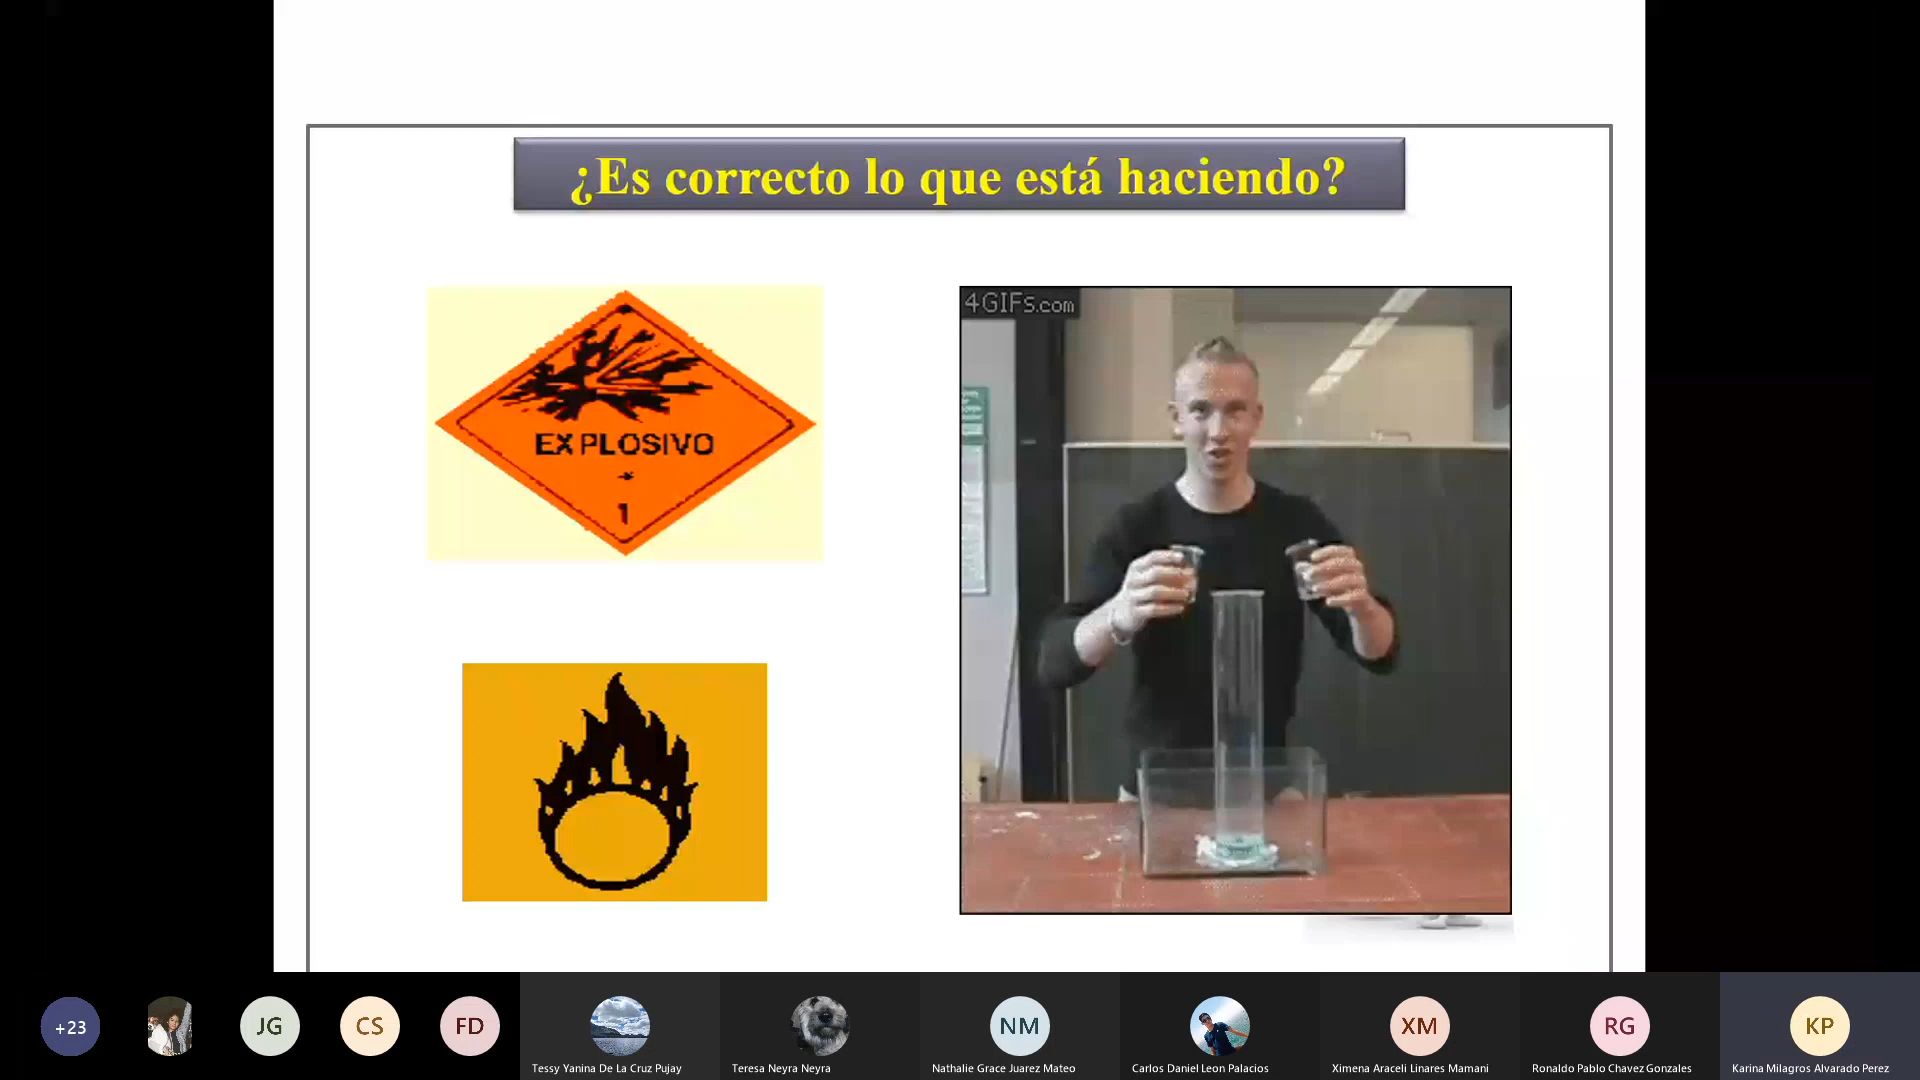 ¿Es correcto lo que está haciendo?
4GIFs.com
EXPLOSIVO
*
1
+23
JG
CS
FD
NM
XM
RG
KP
Tessy Yanina De La Cruz Pujay
Teresa Neyra Neyra
Nathalie Grace Juarez Mateo
Carlos Daniel Leon Palacios
Ximena Araceli Linares Mamani
Ronaldo Pablo Chavez Gonzales
Karina Milagros Alvarado Perez